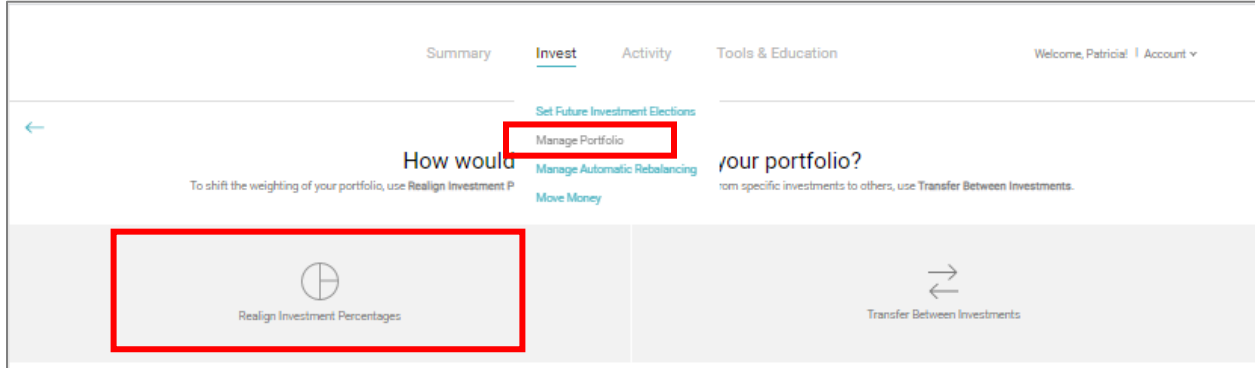 Summary Invest Activity Tools & Education Welcome, Patricia! | Account
Set Future Investment Elections
Manage Portfolio
Manage Automatic Rebalancing
Move Money
How would your portfolio?
To shift the weighting of your portfolio, use Realign Investment P from specific investments to others, use Transfer Between Investments.
Realign Investment Percentages Transfer Between Investments